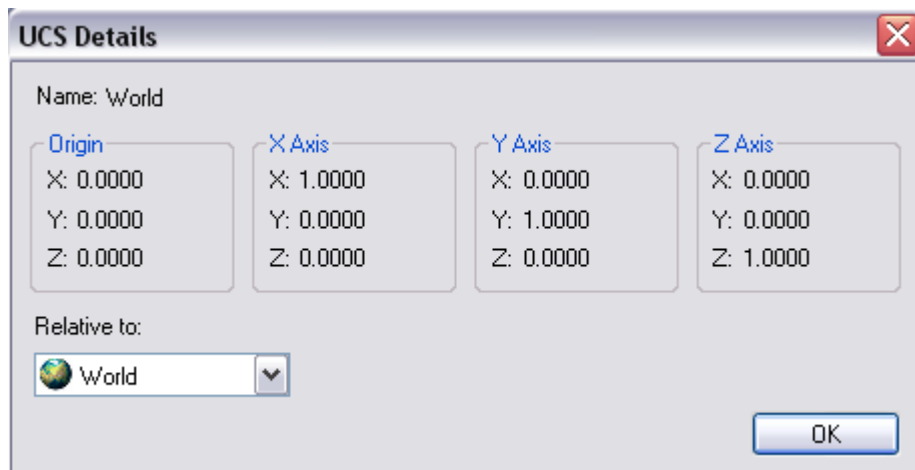 UCS Details
Name: World
Origin
X: 0.0000
Y: 0.0000
Z: 0.0000
X Axis
X: 1.0000
Y: 0.0000
Z: 0.0000
Y Axis
X: 0.0000
Y: 1.0000
Z: 0.0000
Z Axis
X: 0.0000
Y: 0.0000
Z: 1.0000
Relative to:
World
OK